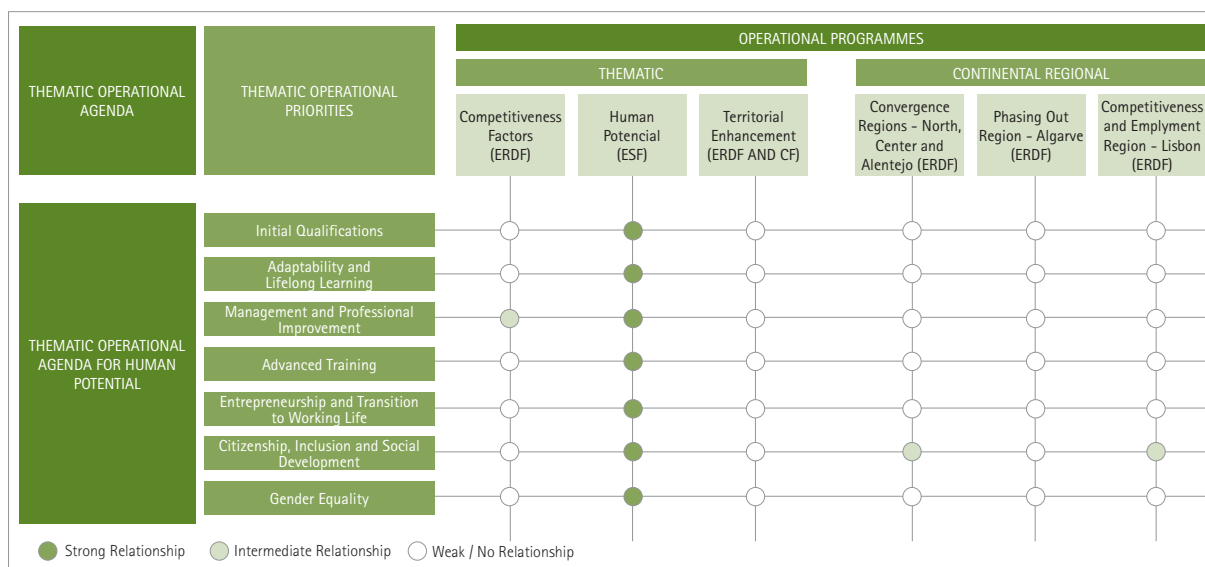 OPERATIONAL PROGRAMMES
THEMATIC OPERATIONAL
AGENDA
THEMATIC OPERATIONAL
PRIORITIES
THEMATIC
CONTINENTAL REGIONAL
Competitiveness
Factors
(ERDF)
Human
Potencial
(ESF)
Territorial
Enhancement
(ERDF AND CF)
Convergence
Regions - North,
Center and
Alentejo (ERDF)
Phasing Out
Region - Algarve
(ERDF)
Competitiveness
and Emplyment
Region - Lisbon
(ERDF)
THEMATIC OPERATIONAL
AGENDA FOR HUMAN
POTENTIAL
Initial Qualifications
Adaptability and
Lifelong Learning
Management and Professional
Improvement
Advanced Training
Entrepreneurship and Transition
to Working Life
Citizenship, Inclusion and Social
Development
Gender Equality
Strong Relationship
Intermediate Relationship
Weak / No Relationship